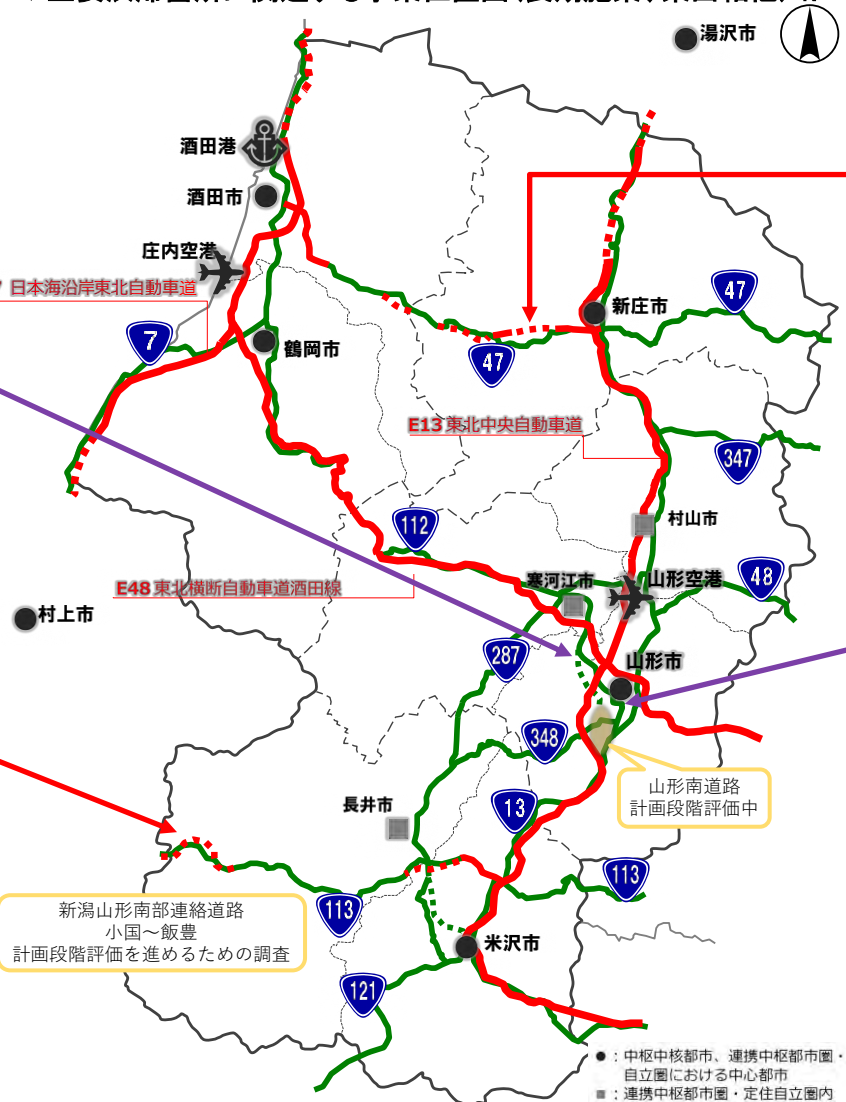 湯沢市
酒田港
酒田市
庄内空港
日本海沿岸東北自動車道
7
鶴岡市
新庄市
47
47
E13東北中央自動車道
347
村山市
112
E48東北横断自動車道酒田線
寒河江市
山形空港
48
村上市
287
山形市
348
山形南道路
計画段階評価中
長井市
13
113
113
新潟山形南部連絡道路
小国～飯豊
計画段階評価を進めるための調査
米沢市
121
●：中枢中核都市、連携中枢都市圏・
自立圏における中心都市
■：連携中枢都市圏・定住自立圏内